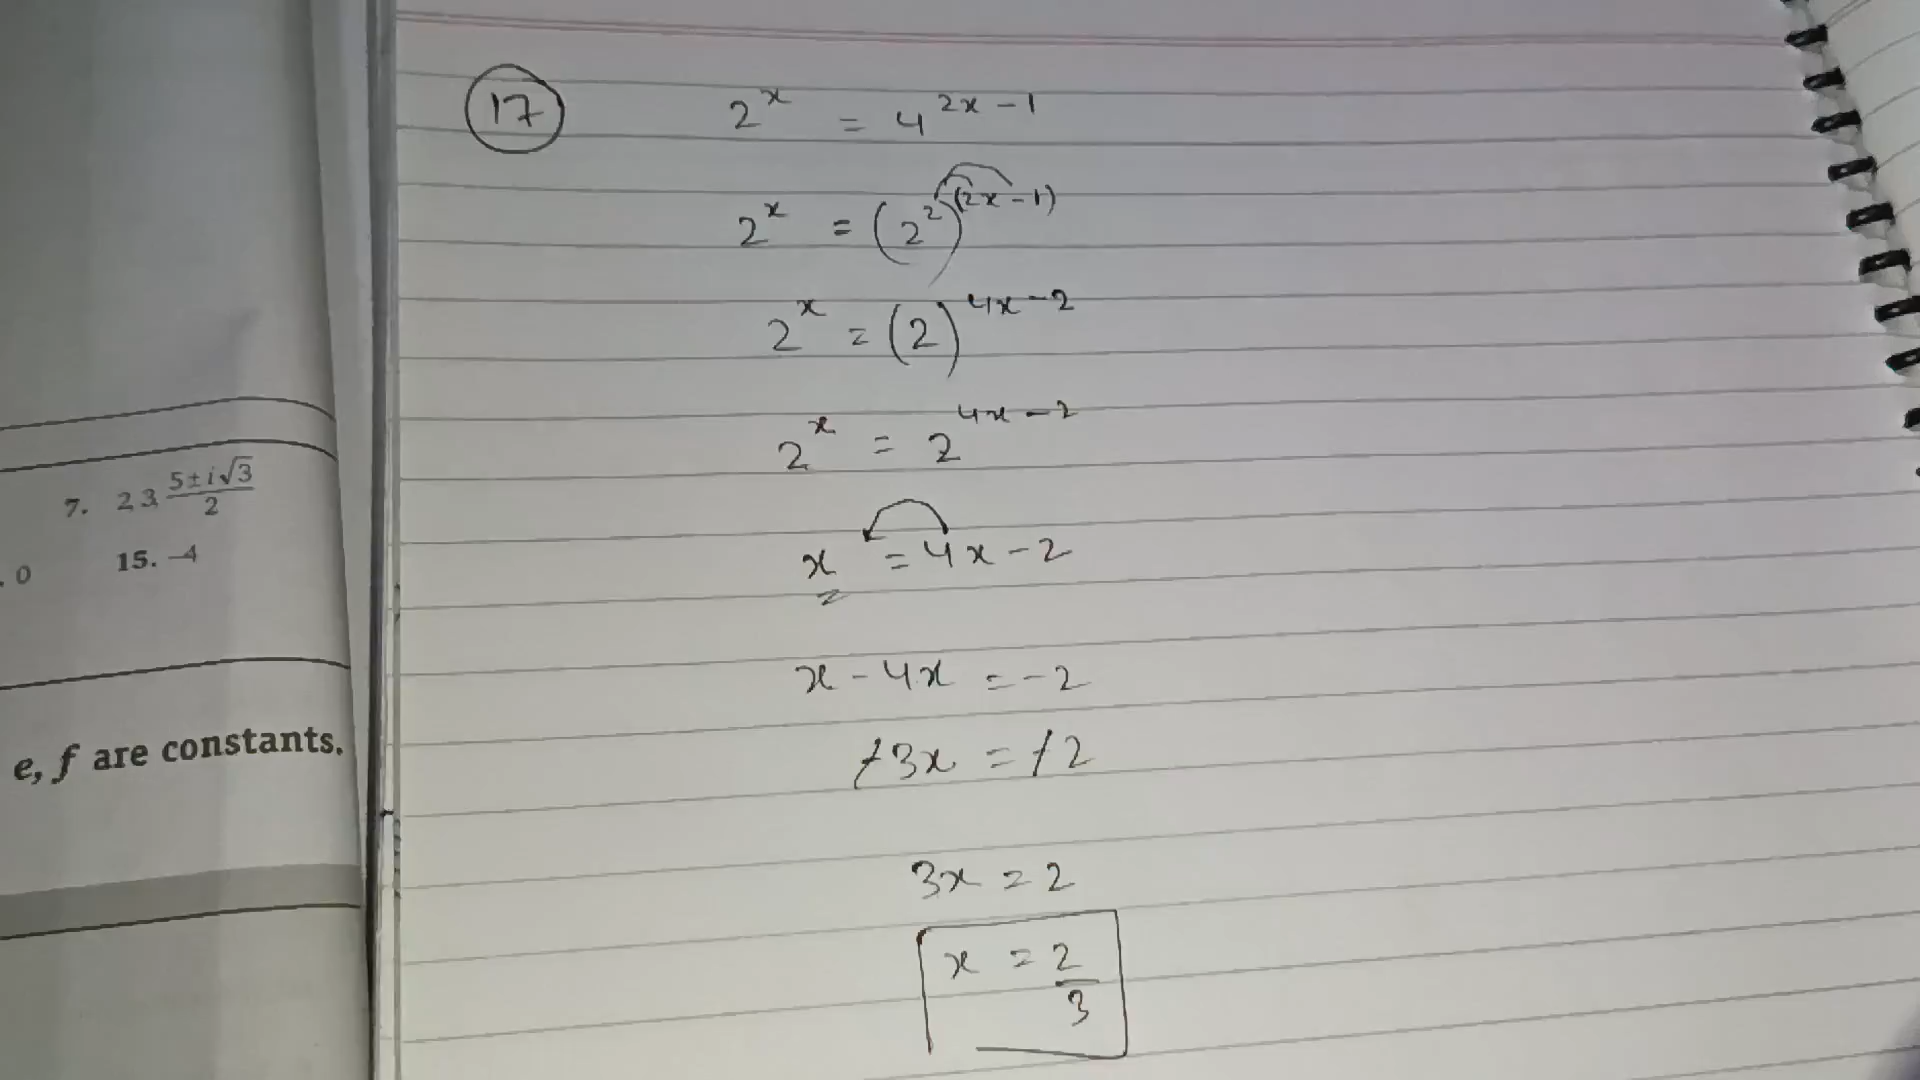 17 2^x = 4^(2x-1)
2^x = (2^2)^(2x-1)
2^x = (2)^(4x-2)
2^x = 2^(4x-2)
x = 4x-2
x - 4x = -2
-3x = -2
3x = 2
x = 2/3
7. 2,3, (5±i√3)/2
. 0 15. -4
e, f are constants.